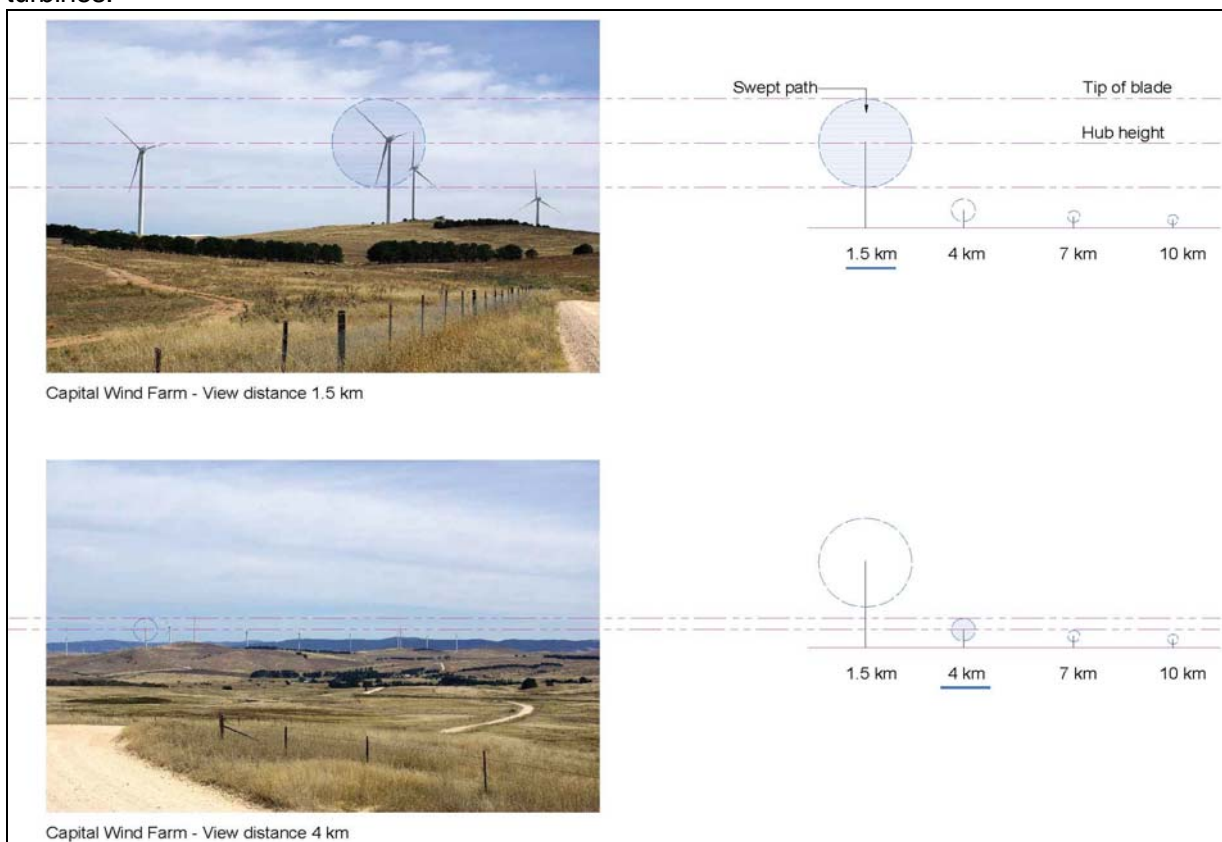 turbines.
Swept path
Tip of blade
Hub height
1.5 km
4 km
7 km
10 km
Capital Wind Farm - View distance 1.5 km
1.5 km
4 km
7 km
10 km
Capital Wind Farm - View distance 4 km